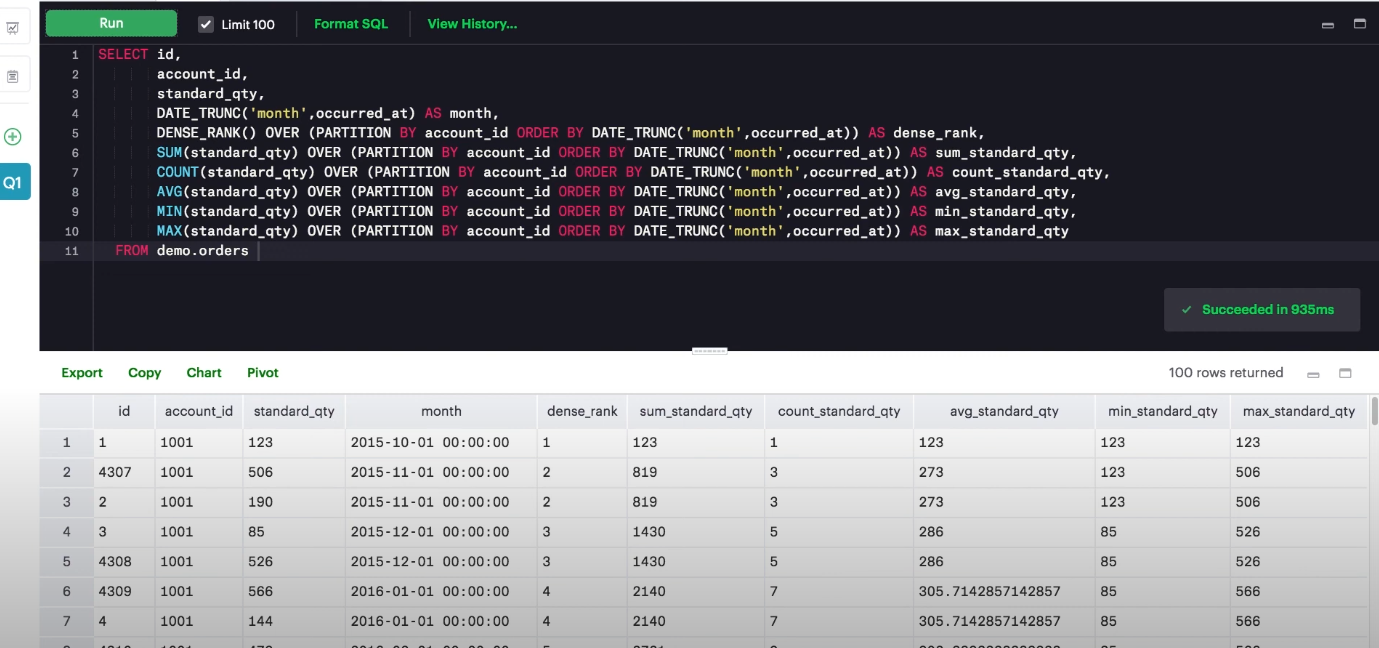 Run Limit 100 Format SQL View History...
1 SELECT id,
2 account_id,
3 standard_qty,
4 DATE_TRUNC('month',occurred_at) AS month,
5 DENSE_RANK() OVER (PARTITION BY account_id ORDER BY DATE_TRUNC('month',occurred_at)) AS dense_rank,
6 SUM(standard_qty) OVER (PARTITION BY account_id ORDER BY DATE_TRUNC('month',occurred_at)) AS sum_standard_qty,
7 COUNT(standard_qty) OVER (PARTITION BY account_id ORDER BY DATE_TRUNC('month',occurred_at)) AS count_standard_qty,
8 AVG(standard_qty) OVER (PARTITION BY account_id ORDER BY DATE_TRUNC('month',occurred_at)) AS avg_standard_qty,
9 MIN(standard_qty) OVER (PARTITION BY account_id ORDER BY DATE_TRUNC('month',occurred_at)) AS min_standard_qty,
10 MAX(standard_qty) OVER (PARTITION BY account_id ORDER BY DATE_TRUNC('month',occurred_at)) AS max_standard_qty
11 FROM demo.orders
Q1
Succeeded in 935ms
Export Copy Chart Pivot 100 rows returned
id account_id standard_qty month dense_rank sum_standard_qty count_standard_qty avg_standard_qty min_standard_qty max_standard_qty
1 1 1001 123 2015-10-01 00:00:00 1 123 1 123 123 123
2 4307 1001 506 2015-11-01 00:00:00 2 819 3 273 123 506
3 2 1001 190 2015-11-01 00:00:00 2 819 3 273 123 506
4 3 1001 85 2015-12-01 00:00:00 3 1430 5 286 85 526
5 4308 1001 526 2015-12-01 00:00:00 3 1430 5 286 85 526
6 4309 1001 566 2016-01-01 00:00:00 4 2140 7 305.7142857142857 85 566
7 4 1001 144 2016-01-01 00:00:00 4 2140 7 305.7142857142857 85 566